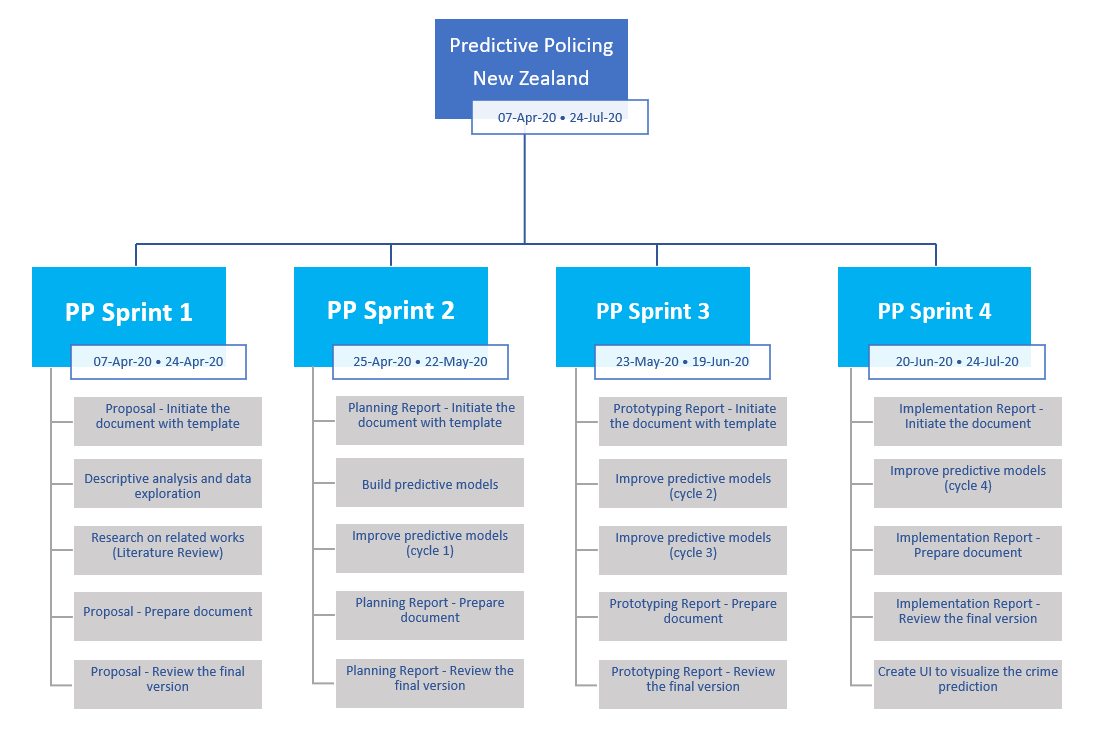 Predictive Policing
New Zealand
07-Apr-20 • 24-Jul-20
PP Sprint 1
07-Apr-20 • 24-Apr-20
Proposal - Initiate the
document with template
Descriptive analysis and data
exploration
Research on related works
(Literature Review)
Proposal - Prepare document
Proposal - Review the final
version
PP Sprint 2
25-Apr-20 • 22-May-20
Planning Report - Initiate the
document with template
Build predictive models
Improve predictive models
(cycle 1)
Planning Report - Prepare
document
Planning Report - Review the
final version
PP Sprint 3
23-May-20 • 19-Jun-20
Prototyping Report - Initiate
the document with template
Improve predictive models
(cycle 2)
Improve predictive models
(cycle 3)
Prototyping Report - Prepare
document
Prototyping Report - Review
the final version
PP Sprint 4
20-Jun-20 • 24-Jul-20
Implementation Report -
Initiate the document
Improve predictive models
(cycle 4)
Implementation Report -
Prepare document
Implementation Report -
Review the final version
Create UI to visualize the crime
prediction